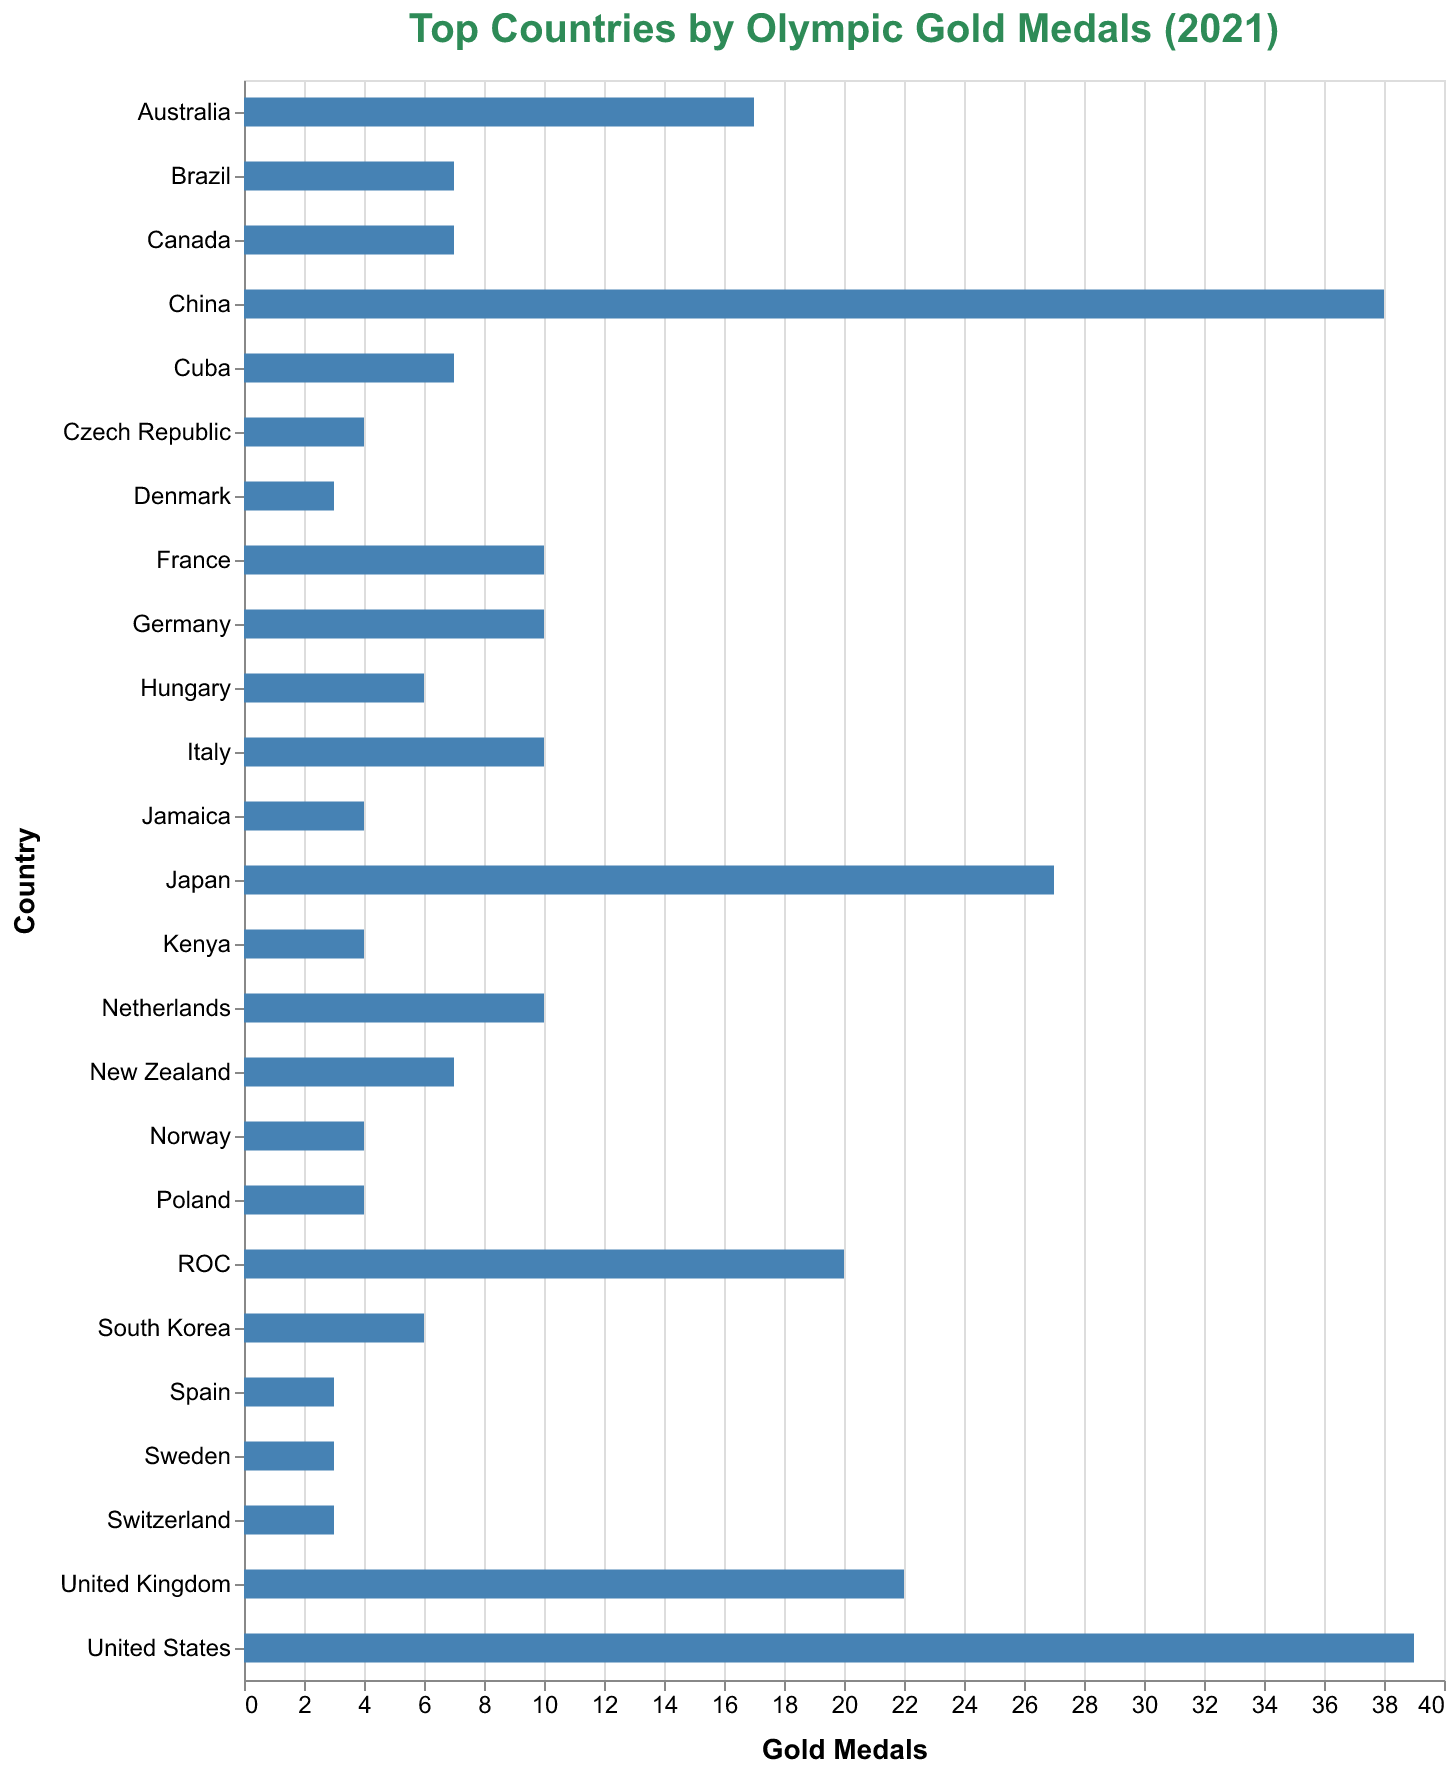 Top Countries by Olympic Gold Medals (2021)
Country
Australia
Brazil
Canada
China
Cuba
Czech Republic
Denmark
France
Germany
Hungary
Italy
Jamaica
Japan
Kenya
Netherlands
New Zealand
Norway
Poland
ROC
South Korea
Spain
Sweden
Switzerland
United Kingdom
United States
0 2 4 6 8 10 12 14 16 18 20 22 24 26 28 30 32 34 36 38 40
Gold Medals